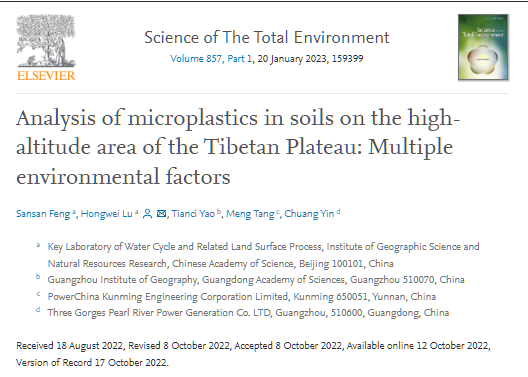 ELSEVIER
Science of The Total Environment
Volume 857, Part 1, 20 January 2023, 159399
Analysis of microplastics in soils on the high-
altitude area of the Tibetan Plateau: Multiple
environmental factors
Sansan Feng a, Hongwei Lu a, Tianci Yao b, Meng Tang c, Chuang Yin d
a Key Laboratory of Water Cycle and Related Land Surface Process, Institute of Geographic Science and
Natural Resources Research, Chinese Academy of Science, Beijing 100101, China
b Guangzhou Institute of Geography, Guangdong Academy of Sciences, Guangzhou 510070, China
c PowerChina Kunming Engineering Corporation Limited, Kunming 650051, Yunnan, China
d Three Gorges Pearl River Power Generation Co. LTD, Guangzhou, 510600, Guangdong, China
Received 18 August 2022, Revised 8 October 2022, Accepted 8 October 2022, Available online 12 October 2022,
Version of Record 17 October 2022.